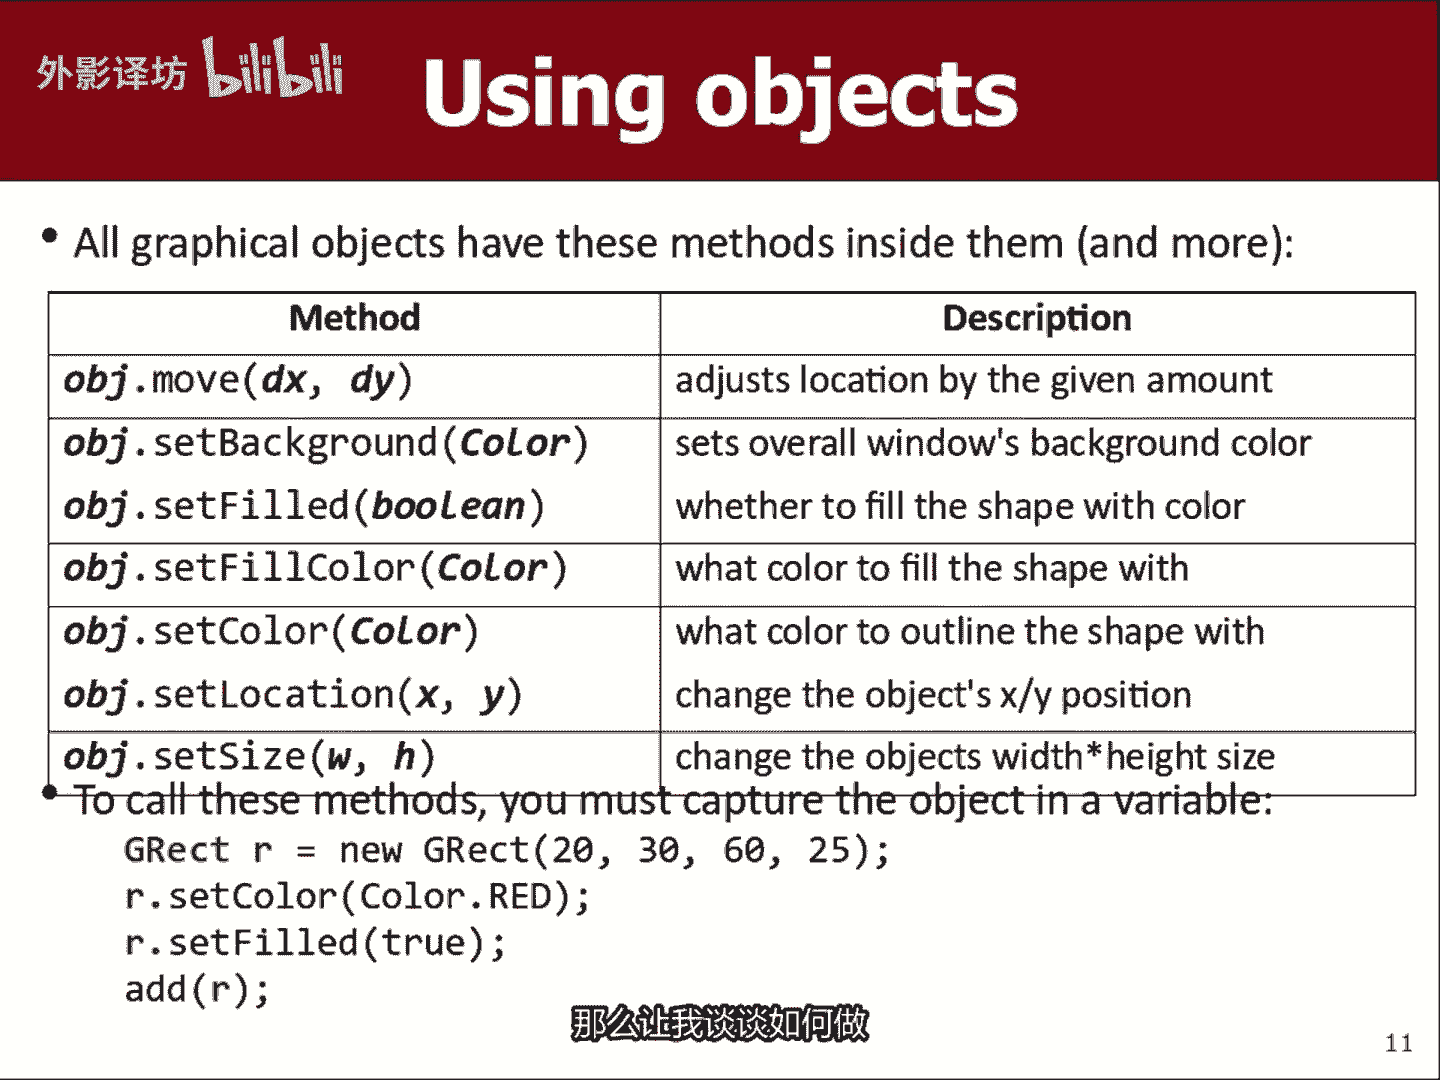 外影译坊 bilibili
Using objects
• All graphical objects have these methods inside them (and more):
Method Description
obj.move(dx, dy) adjusts location by the given amount
obj.setBackground(Color) sets overall window's background color
obj.setFilled(boolean) whether to fill the shape with color
obj.setFillColor(Color) what color to fill the shape with
obj.setColor(Color) what color to outline the shape with
obj.setLocation(x, y) change the object's x/y position
obj.setSize(w, h) change the objects width*height size
• To call these methods, you must capture the object in a variable:
GRect r = new GRect(20, 30, 60, 25);
r.setColor(Color.RED);
r.setFilled(true);
add(r);
那么让我谈谈如何做
11